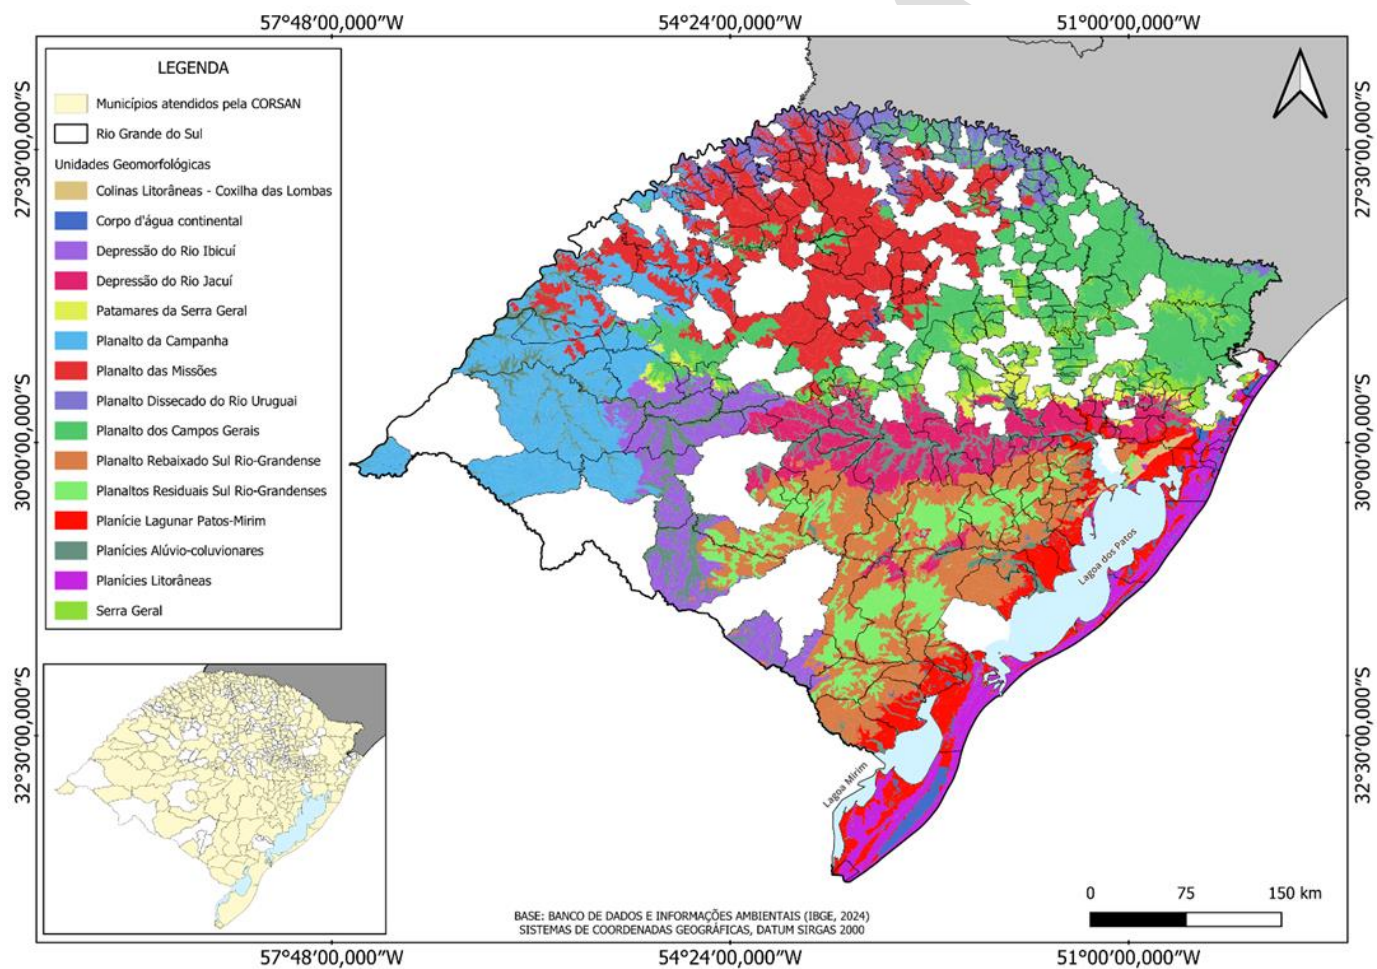 57°48'00,000"W
54°24'00,000"W
51°00'00,000"W
27°30'00,000"S
30°00'00,000"S
32°30'00,000"S
27°30'00,000"S
30°00'00,000"S
32°30'00,000"S
LEGENDA
Municípios atendidos pela CORSAN
Rio Grande do Sul
Unidades Geomorfológicas
Colinas Litorâneas - Coxilha das Lombas
Corpo d'água continental
Depressão do Rio Ibicuí
Depressão do Rio Jacuí
Patamares da Serra Geral
Planalto da Campanha
Planalto das Missões
Planalto Dissecado do Rio Uruguai
Planalto dos Campos Gerais
Planalto Rebaixado Sul Rio-Grandense
Planaltos Residuais Sul Rio-Grandenses
Planície Lagunar Patos-Mirim
Planícies Alúvio-coluvionares
Planícies Litorâneas
Serra Geral
Lagoa dos Patos
Lagoa Mirim
0 75 150 km
BASE: BANCO DE DADOS E INFORMAÇÕES AMBIENTAIS (IBGE, 2024)
SISTEMAS DE COORDENADAS GEOGRÁFICAS, DATUM SIRGAS 2000
57°48'00,000"W
54°24'00,000"W
51°00'00,000"W